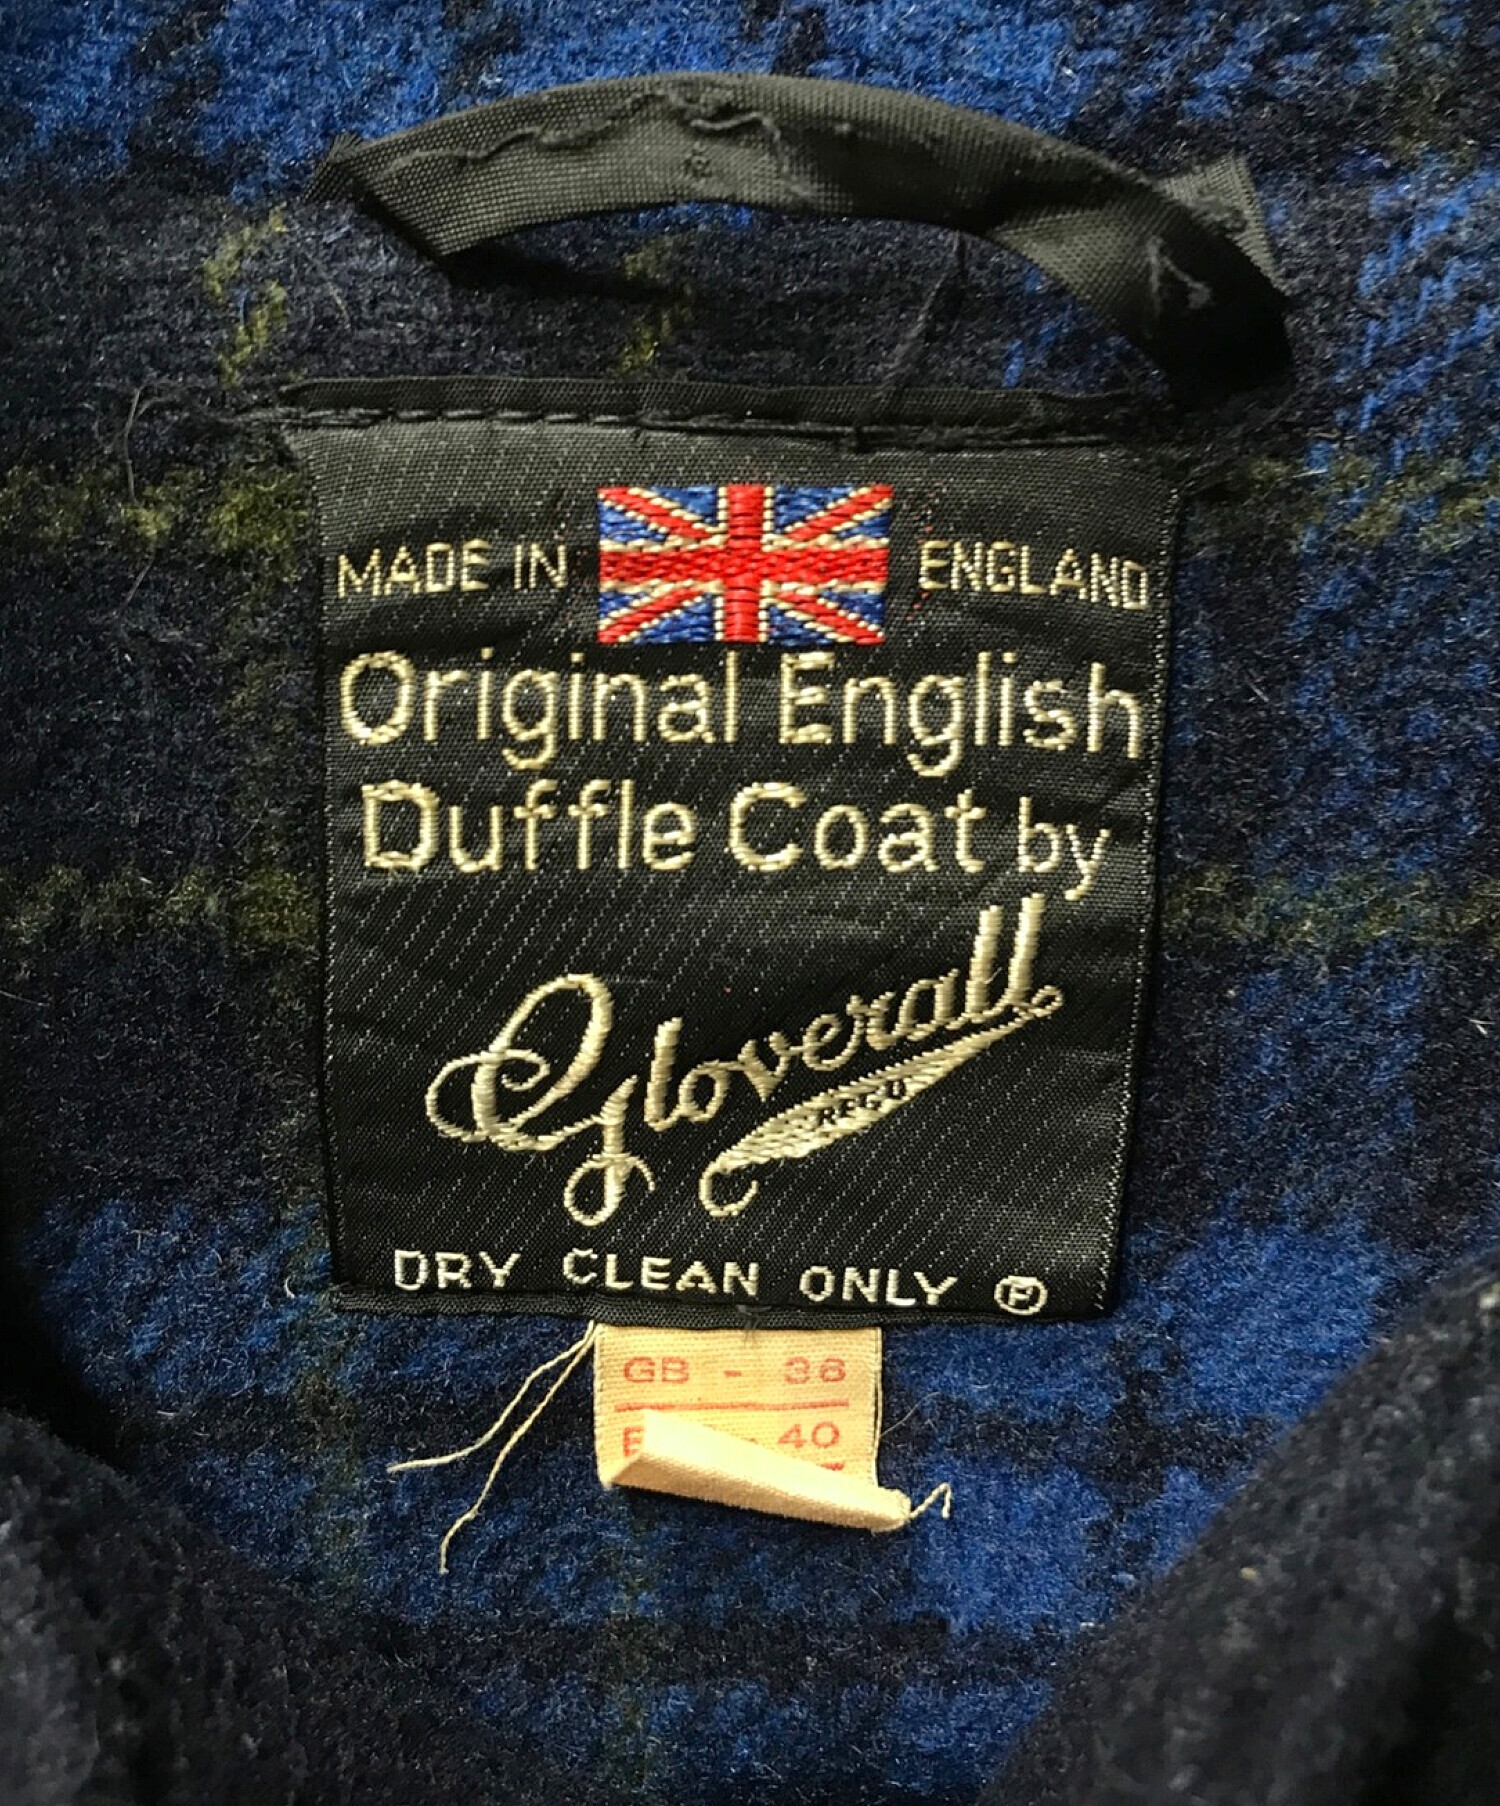 MADE IN ENGLAND
Original English
Duffle Coat by
Gloverall
REGD
DRY CLEAN ONLY Ⓟ
GB - 36
40